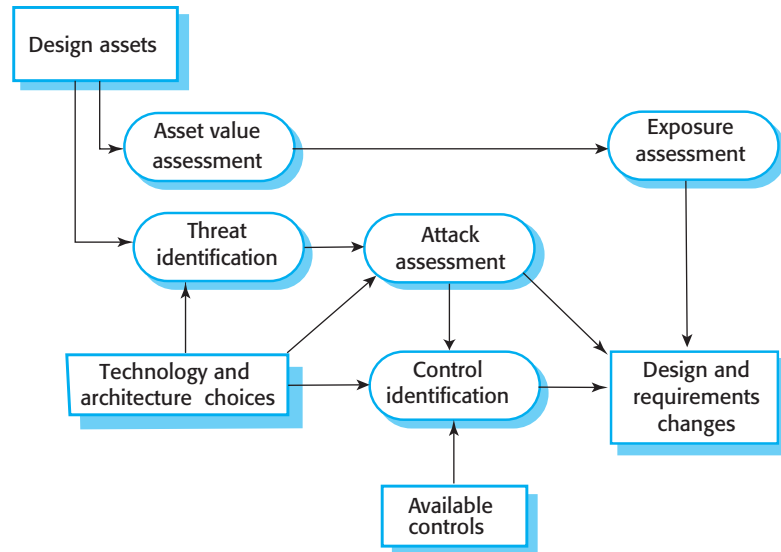 Design assets
Asset value
assessment
Exposure
assessment
Threat
identification
Attack
assessment
Technology and
architecture choices
Control
identification
Design and
requirements
changes
Available
controls